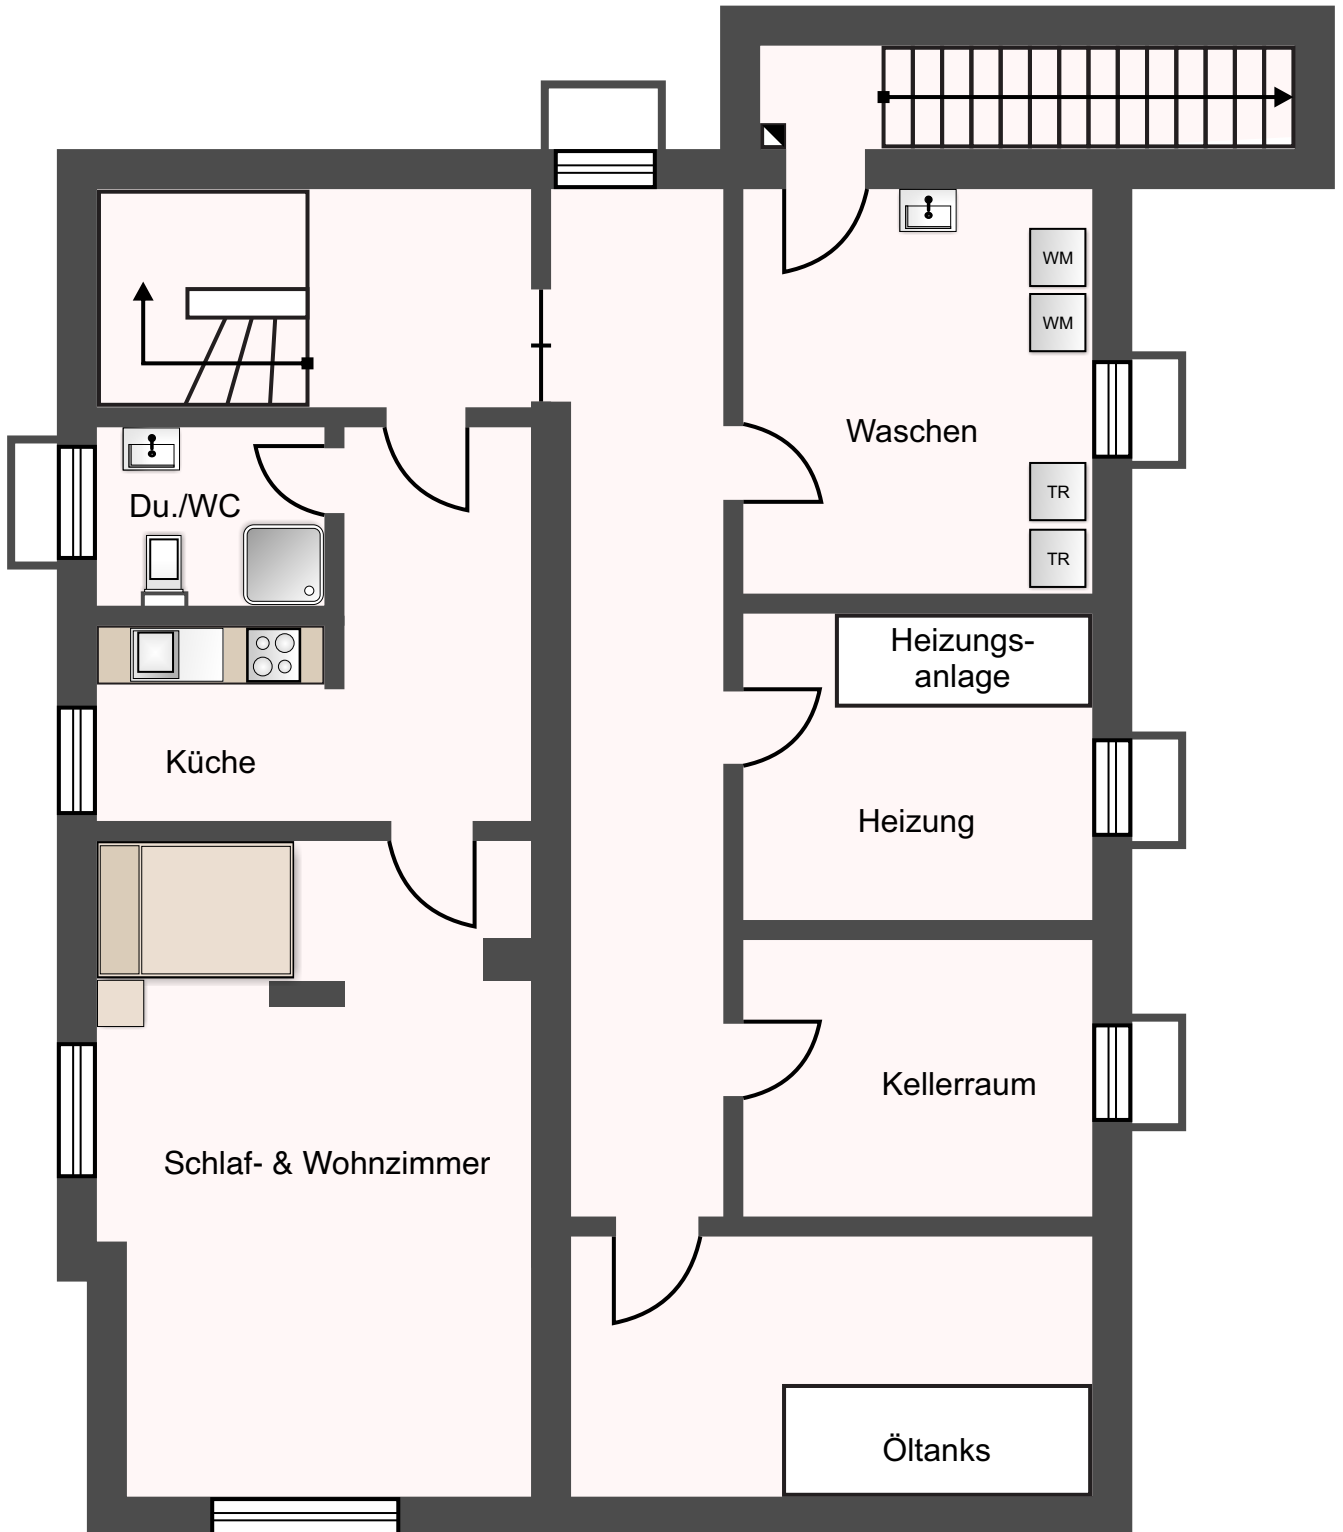 WM
WM
Waschen
TR
TR
Du./WC
Heizungs-
anlage
Küche
Heizung
Kellerraum
Schlaf- & Wohnzimmer
Öltanks